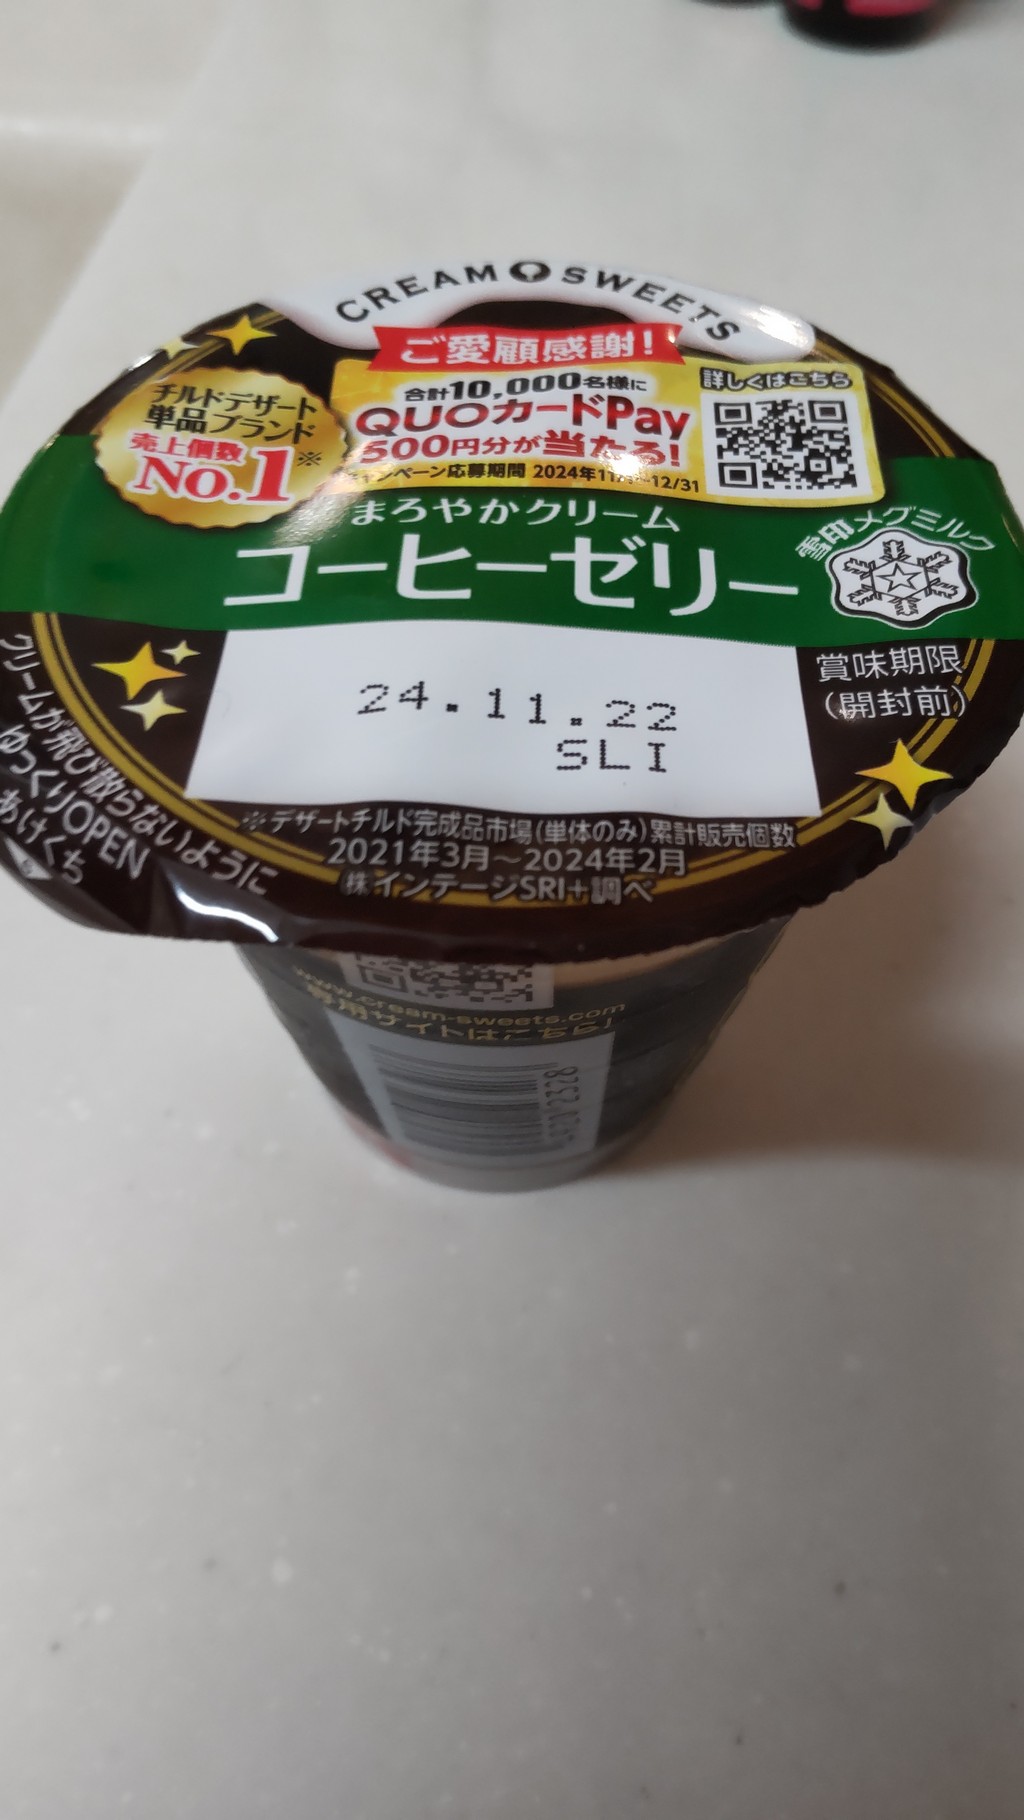 CREAM SWEETS
ご愛顧感謝!
合計10,000名様に
QUOカードPay
500円分が当たる!
キャンペーン応募期間 2024年11/ 12/31
詳しくはこちら
チルドデザート
単品ブランド
売上個数
No.1※
まろやかクリーム
コーヒーゼリー
雪印メグミルク
賞味期限
(開封前)
24.11.22
SLI
※デザートチルド完成品市場(単体のみ)累計販売個数
2021年3月～2024年2月
㈱インテージSRI+調べ
クリームが飛び散らないように
ゆっくりOPEN
あけくち
www.cream-sweets.com
専用サイトはこちら!